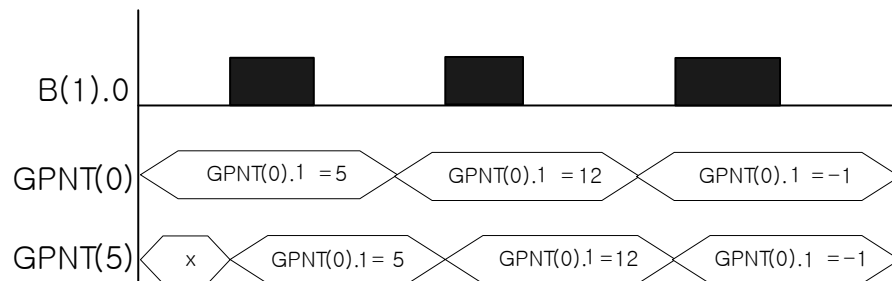 B(1).0
GPNT(0) GPNT(0).1 =5 GPNT(0).1 =12 GPNT(0).1 =-1
GPNT(5) x GPNT(0).1= 5 GPNT(0).1 =12 GPNT(0).1 =-1